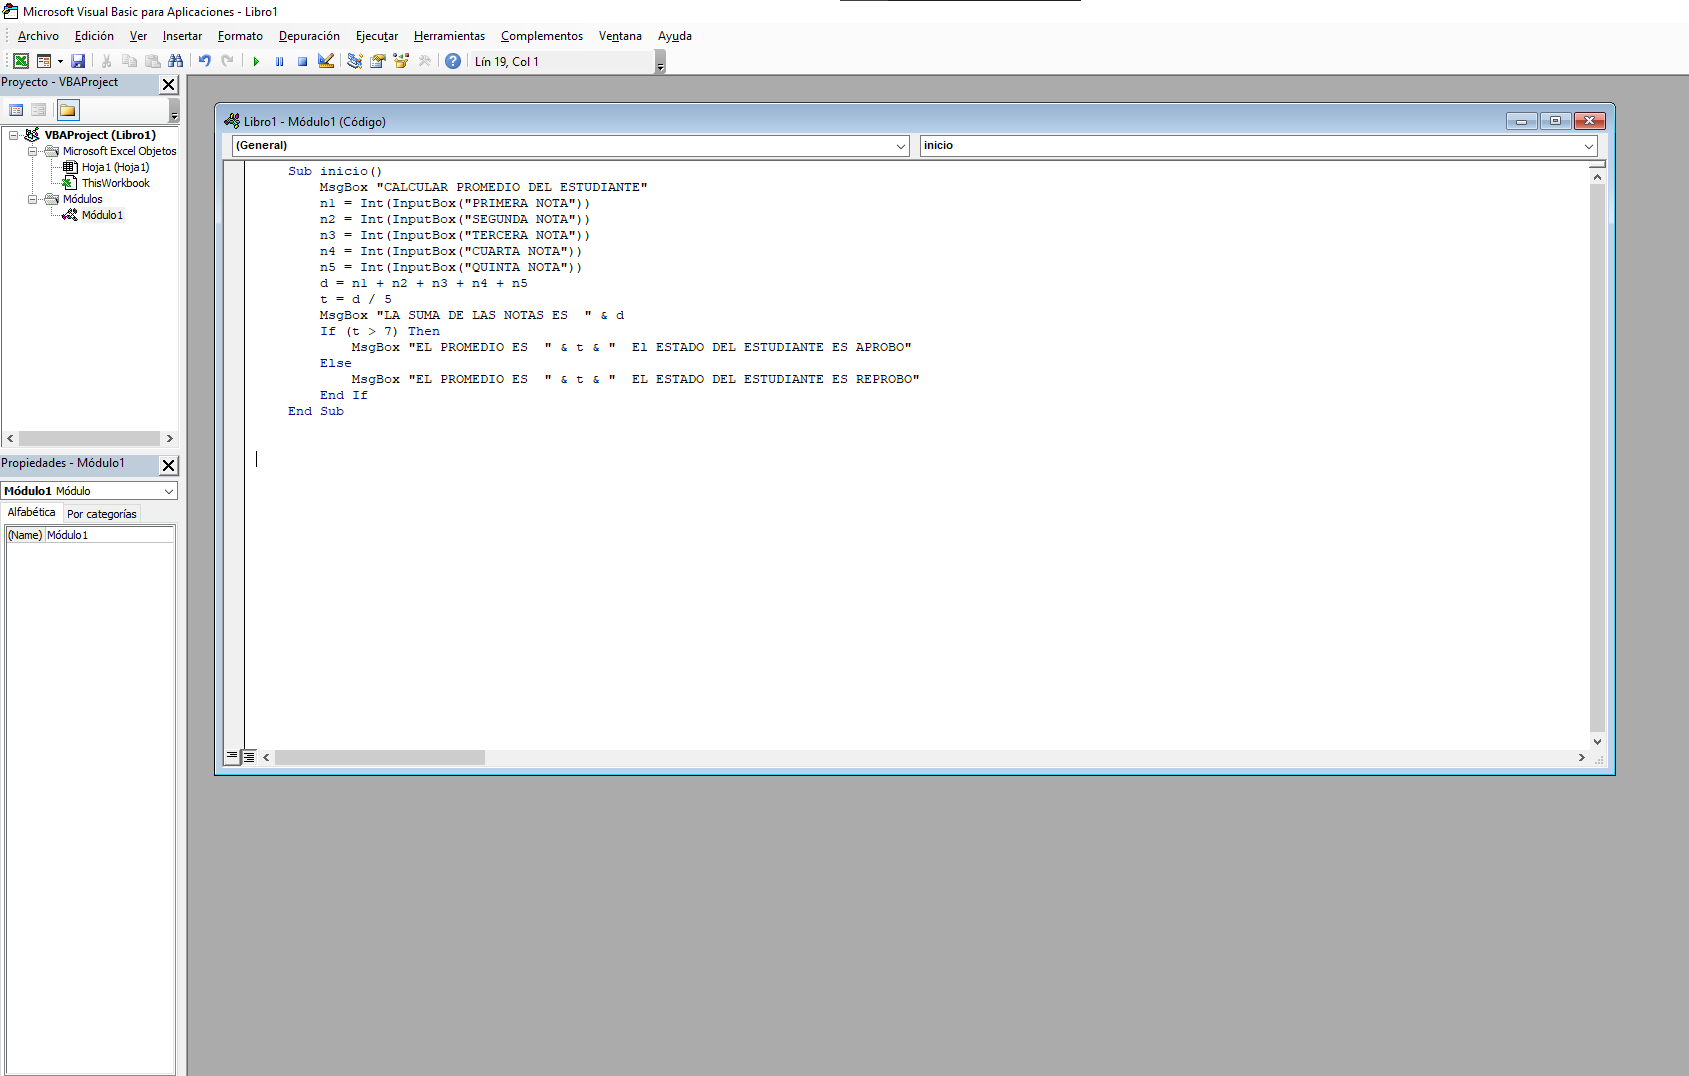 Microsoft Visual Basic para Aplicaciones - Libro1
Archivo Edición Ver Insertar Formato Depuración Ejecutar Herramientas Complementos Ventana Ayuda
Lín 19, Col 1
Proyecto - VBAProject
VBAProject (Libro1)
Microsoft Excel Objetos
Hoja1 (Hoja1)
ThisWorkbook
Módulos
Módulo1
Propiedades - Módulo1
Módulo1 Módulo
Alfabética Por categorías
(Name) Módulo1
Libro1 - Módulo1 (Código)
(General) inicio
Sub inicio()
MsgBox "CALCULAR PROMEDIO DEL ESTUDIANTE"
n1 = Int(InputBox("PRIMERA NOTA"))
n2 = Int(InputBox("SEGUNDA NOTA"))
n3 = Int(InputBox("TERCERA NOTA"))
n4 = Int(InputBox("CUARTA NOTA"))
n5 = Int(InputBox("QUINTA NOTA"))
d = n1 + n2 + n3 + n4 + n5
t = d / 5
MsgBox "LA SUMA DE LAS NOTAS ES  " & d
If (t > 7) Then
MsgBox "EL PROMEDIO ES  " & t & "  El ESTADO DEL ESTUDIANTE ES APROBO"
Else
MsgBox "EL PROMEDIO ES  " & t & "  EL ESTADO DEL ESTUDIANTE ES REPROBO"
End If
End Sub